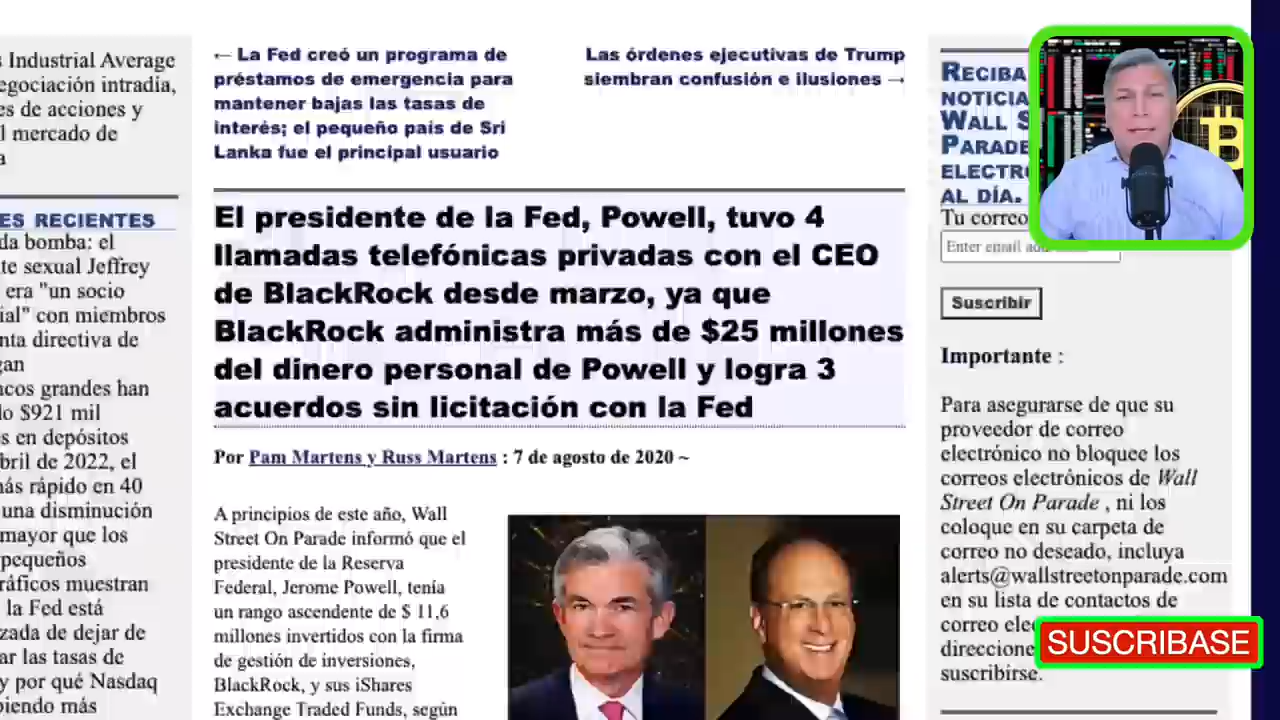 s Industrial Average
egociación intradía,
es de acciones y
l mercado de
a
ES RECIENTES
da bomba: el
te sexual Jeffrey
era "un socio
ial" con miembros
nta directiva de
gan
ncos grandes han
lo $921 mil
es en depósitos
bril de 2022, el
nás rápido en 40
una disminución
mayor que los
pequeños
ráficos muestran
la Fed está
zada de dejar de
ar las tasas de
y por qué Nasdaq
biendo más
← La Fed creó un programa de
préstamos de emergencia para
mantener bajas las tasas de
interés; el pequeño país de Sri
Lanka fue el principal usuario
Las órdenes ejecutivas de Trump
siembran confusión e ilusiones →
El presidente de la Fed, Powell, tuvo 4
llamadas telefónicas privadas con el CEO
de BlackRock desde marzo, ya que
BlackRock administra más de $25 millones
del dinero personal de Powell y logra 3
acuerdos sin licitación con la Fed
Por Pam Martens y Russ Martens : 7 de agosto de 2020 ~
A principios de este año, Wall
Street On Parade informó que el
presidente de la Reserva
Federal, Jerome Powell, tenía
un rango ascendente de $ 11,6
millones invertidos con la firma
de gestión de inversiones,
BlackRock, y sus iShares
Exchange Traded Funds, según
RECIBA
NOTICIA
WALL S
PARADE
ELECTR
AL DÍA.
Tu correo
Enter email ad
Suscribir
Importante :
Para asegurarse de que su
proveedor de correo
electrónico no bloquee los
correos electrónicos de Wall
Street On Parade , ni los
coloque en su carpeta de
correo no deseado, incluya
alerts@wallstreetonparade.com
en su lista de contactos de
correo elec
direccione
suscribirse.
SUSCRIBASE